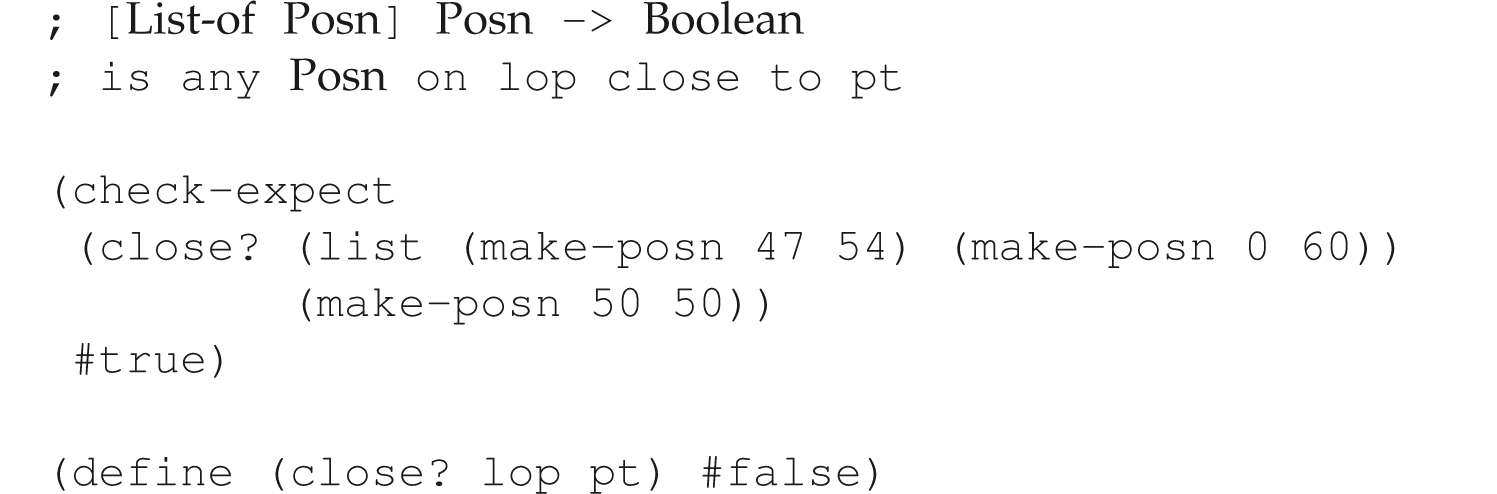 ; [List-of Posn] Posn -> Boolean
; is any Posn on lop close to pt
(check-expect
(close? (list (make-posn 47 54) (make-posn 0 60))
(make-posn 50 50))
#true)
(define (close? lop pt) #false)